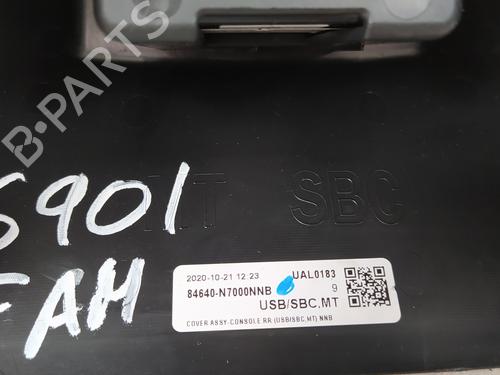 MT SBC
S901
FAH
2020-10-21 12:23 UAL0183
84640-N7000NNB 9
USB/SBC,MT
COVER ASSY-CONSOLE RR (USB/SBC,MT) NNB
B-PARTS